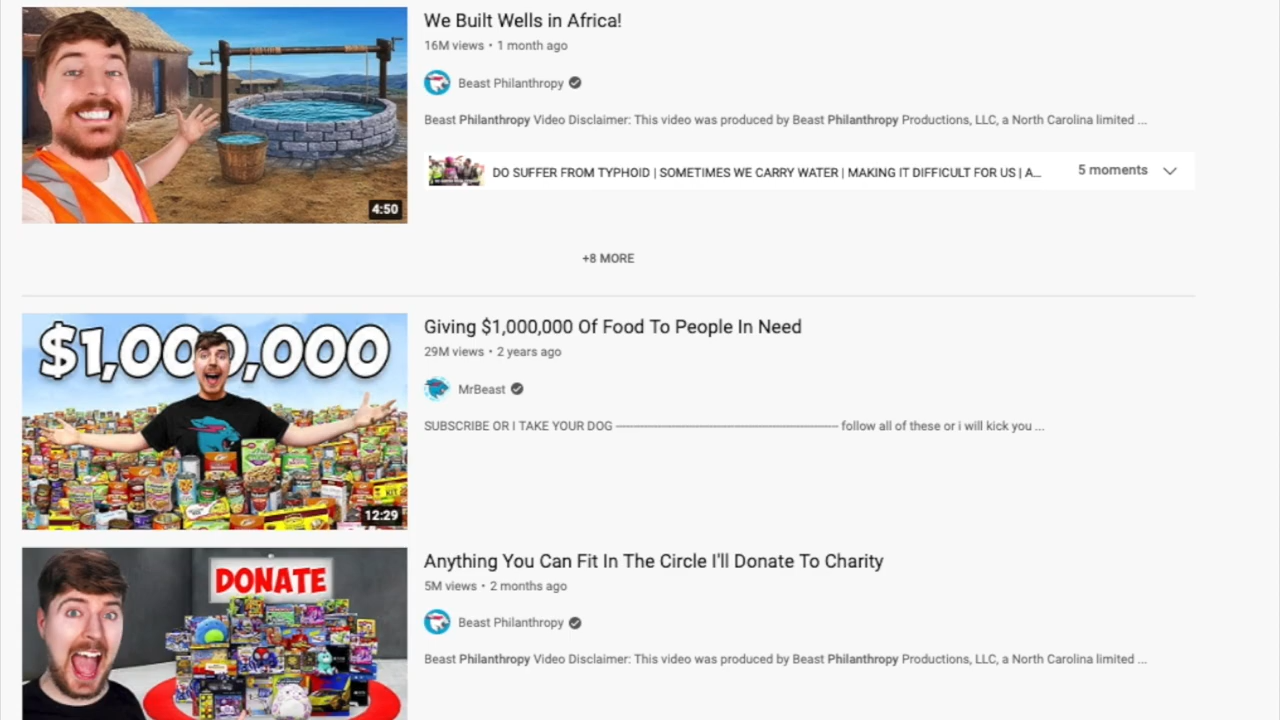 We Built Wells in Africa!
16M views • 1 month ago
Beast Philanthropy
Beast Philanthropy Video Disclaimer: This video was produced by Beast Philanthropy Productions, LLC, a North Carolina limited ...
DO SUFFER FROM TYPHOID | SOMETIMES WE CARRY WATER | MAKING IT DIFFICULT FOR US | A...
5 moments
4:50
+8 MORE
$1,000,000
12:29
Giving $1,000,000 Of Food To People In Need
29M views • 2 years ago
MrBeast
SUBSCRIBE OR I TAKE YOUR DOG ---------------------------------------------------------------- follow all of these or i will kick you ...
DONATE
Anything You Can Fit In The Circle I'll Donate To Charity
5M views • 2 months ago
Beast Philanthropy
Beast Philanthropy Video Disclaimer: This video was produced by Beast Philanthropy Productions, LLC, a North Carolina limited ...